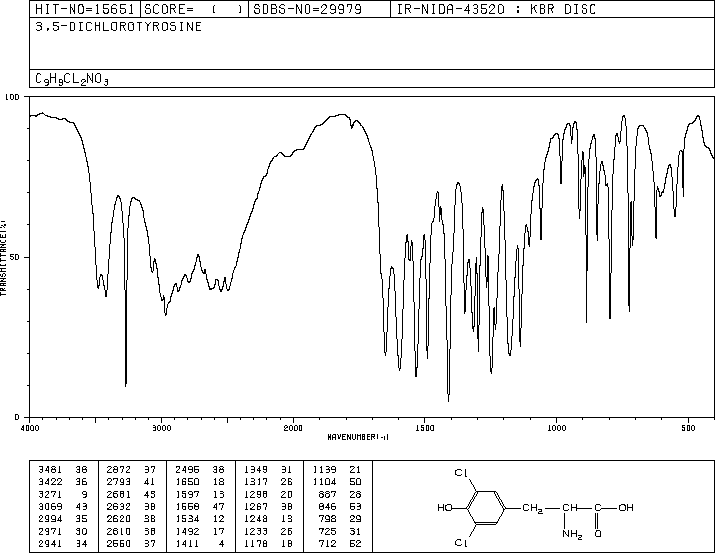 HIT-NO=15651 SCORE= ( ) SDBS-NO=29979 IR-NIDA-43520 : KBR DISC
3,5-DICHLOROTYROSINE
C₉H₉CL₂NO₃
100
50
0
TRANSMITTANCE(%)
4000 3000 2000 1500 1000 500
WAVENUMBER(-1)
3481 38 2872 37 2496 38 1349 31 1139 21
3422 36 2793 41 1650 18 1317 26 1104 50
3271 9 2681 45 1597 13 1298 20 887 28
3069 43 2632 38 1558 47 1267 38 846 53
2994 35 2620 38 1534 12 1248 13 798 29
2971 30 2610 38 1492 17 1233 26 725 31
2941 34 2550 37 1411 4 1178 18 712 52
Cl
HO CH₂ CH C OH
Cl NH₂ O